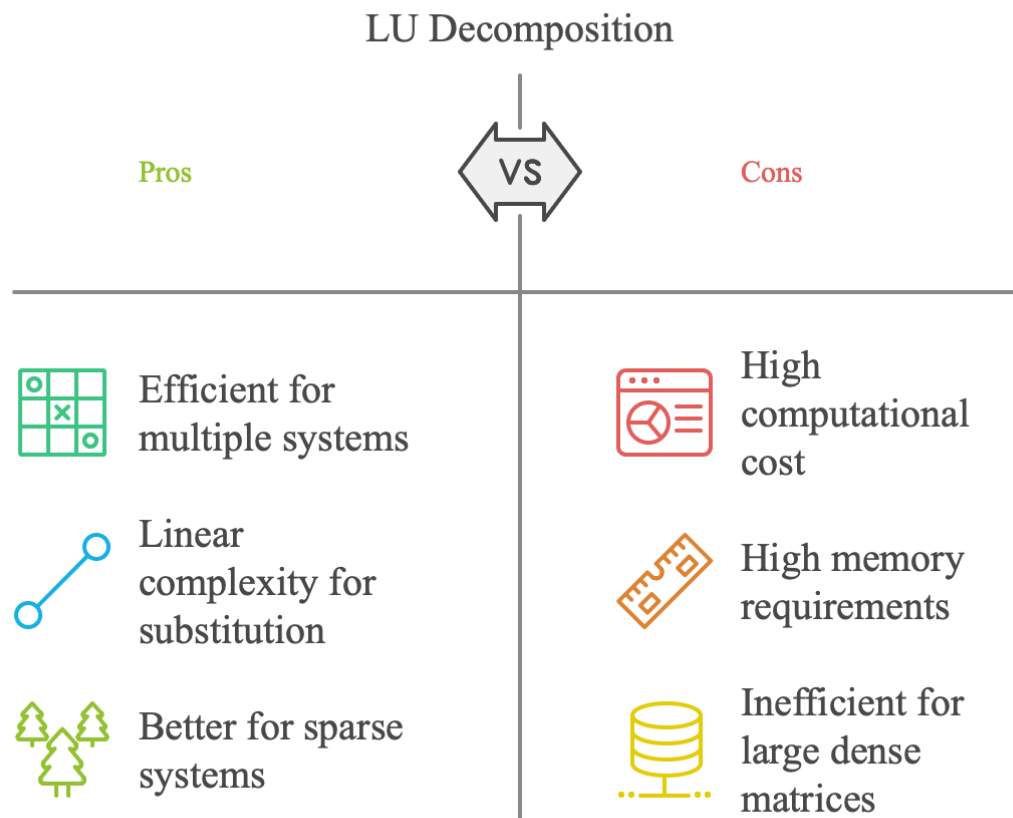 LU Decomposition
Pros
VS
Cons
Efficient for
multiple systems
Linear
complexity for
substitution
Better for sparse
systems
High
computational
cost
High memory
requirements
Inefficient for
large dense
matrices